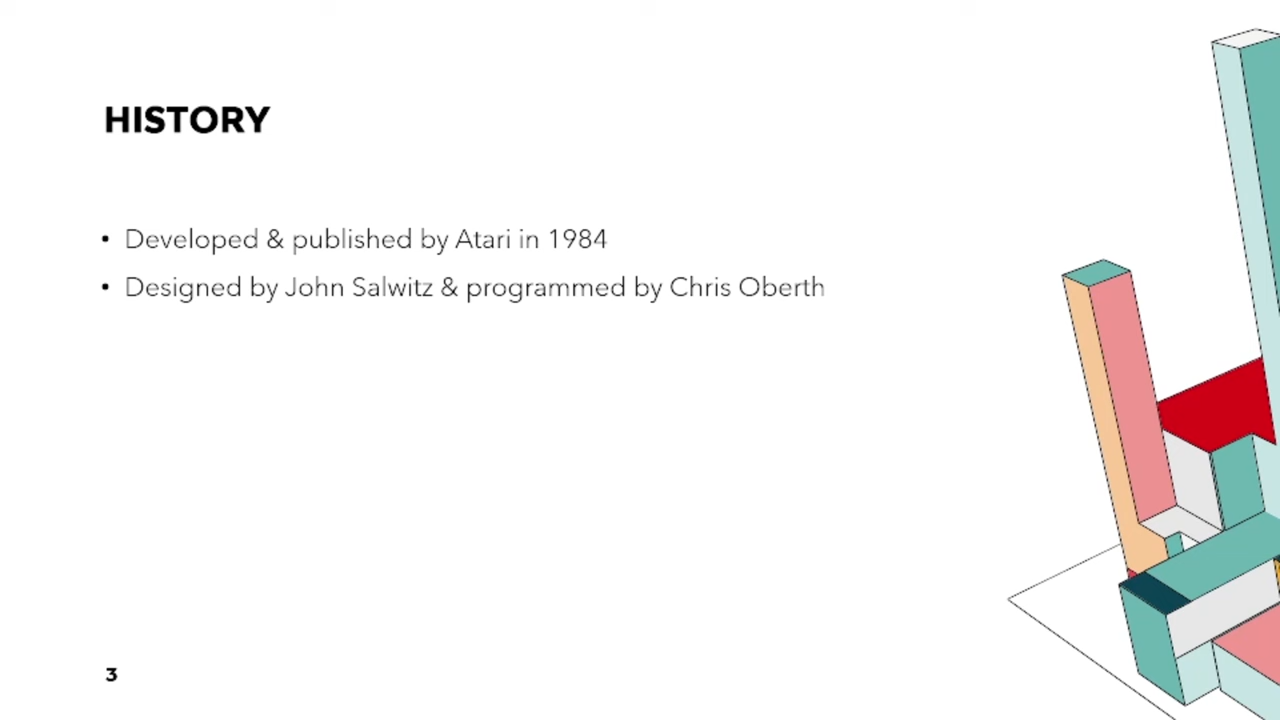 HISTORY
• Developed & published by Atari in 1984
• Designed by John Salwitz & programmed by Chris Oberth
3